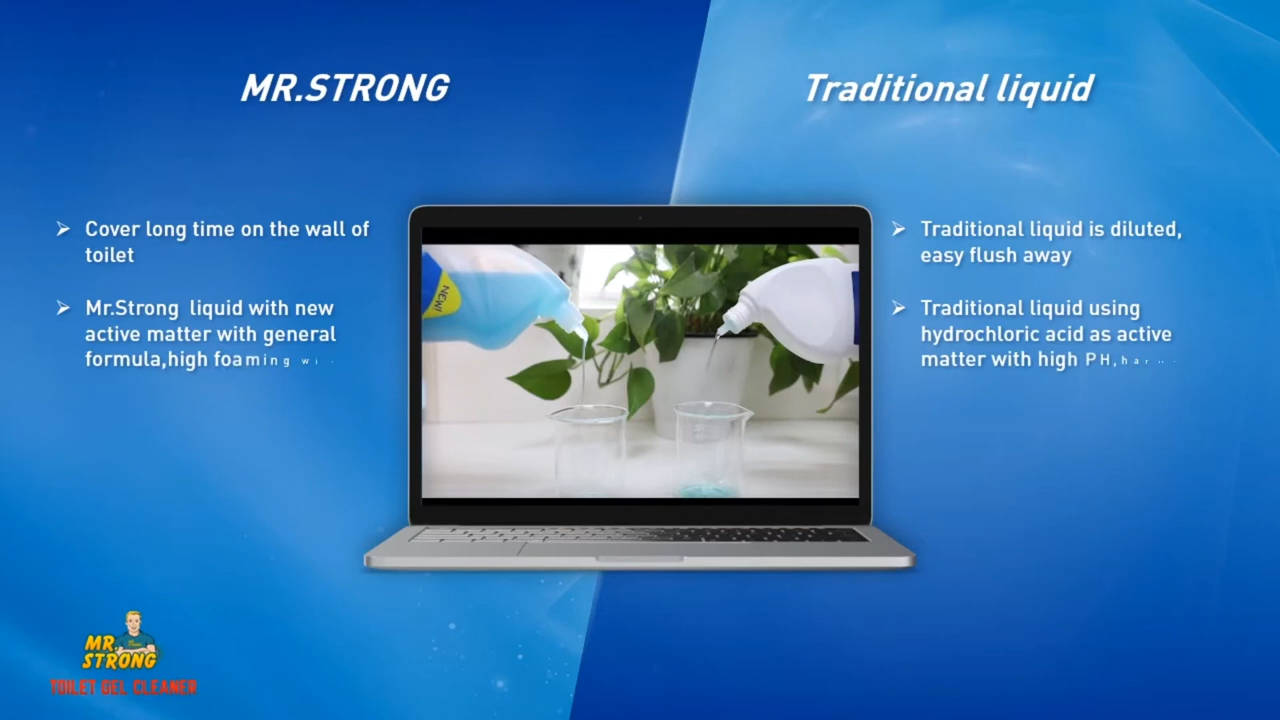 MR.STRONG
Cover long time on the wall of
toilet
Mr.Strong liquid with new
active matter with general
formula,high foaming
Traditional liquid
Traditional liquid is diluted,
easy flush away
Traditional liquid using
hydrochloric acid as active
matter with high PH,
NEW!
MR.
STRONG
TOILET GEL CLEANER